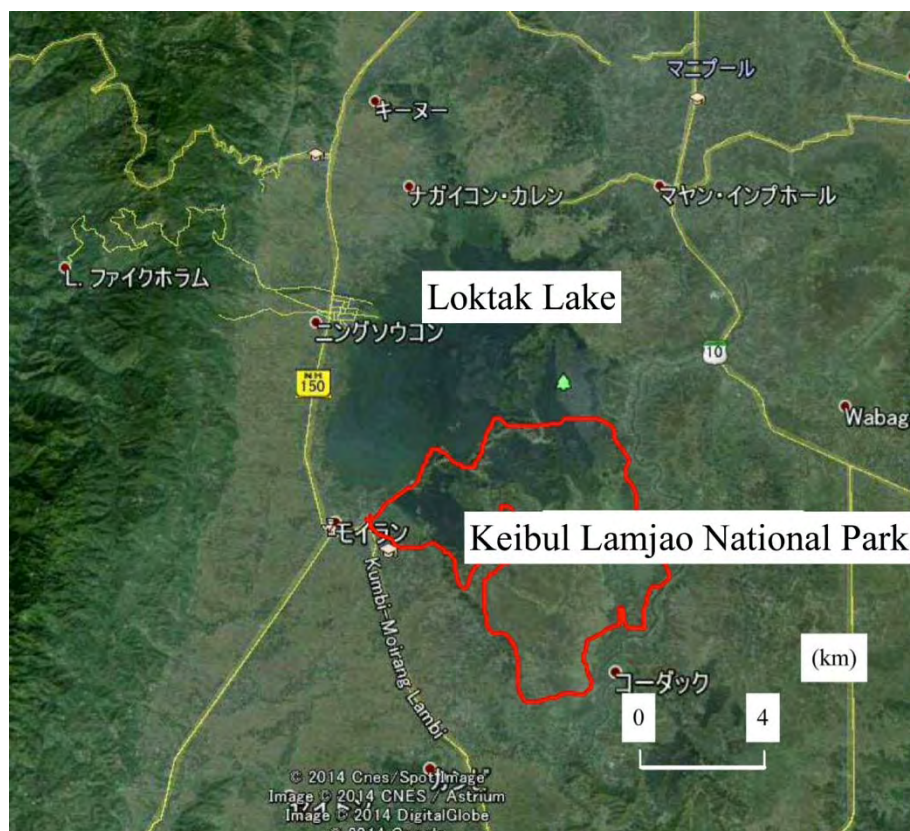 マニプール
キーヌー
ナガイコン・カレン
マヤン・インプホール
L. ファイクホラム
Loktak Lake
ニングソウコン
10
NH
150
Wabag
モイラン
Keibul Lamjao National Park
Kumbi-Moirang Lambi
(km)
コーダック
0 4
© 2014 Cnes/Spot Image
Image © 2014 CNES / Astrium
Image © 2014 DigitalGlobe